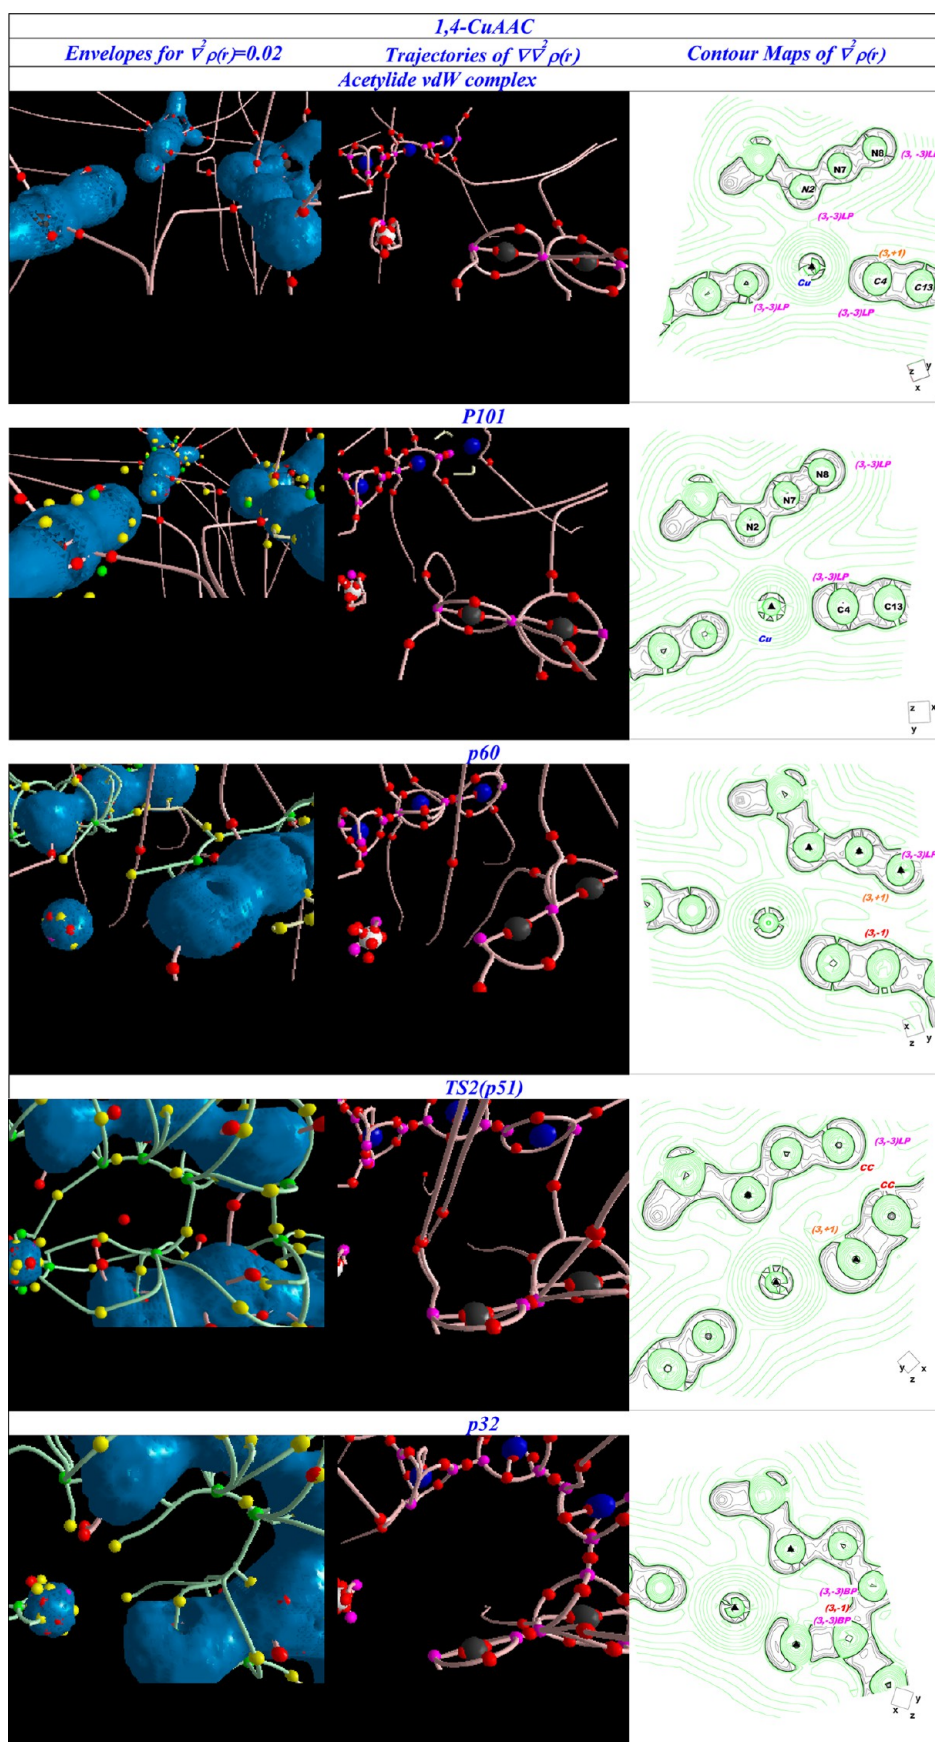 1,4-CuAAC
Envelopes for ∇²ρ(r)=0.02 Trajectories of ∇∇²ρ(r) Contour Maps of ∇²ρ(r)
Acetylide vdW complex
N8
(3, -3)LP
N7
N2
(3,-3)LP
(3,+1)
Cu
C4
C13
(3,-3)LP
(3,-3)LP
z y
x
P101
N8
(3,-3)LP
N7
N2
(3,-3)LP
C4
C13
Cu
z x
y
p60
(3,-3)LP
(3,+1)
(3,-1)
x
z y
TS2(p51)
(3,-3)LP
CC
CC
(3,+1)
y x
z
p32
(3,-3)BP
(3,-1)
(3,-3)BP
y
x z